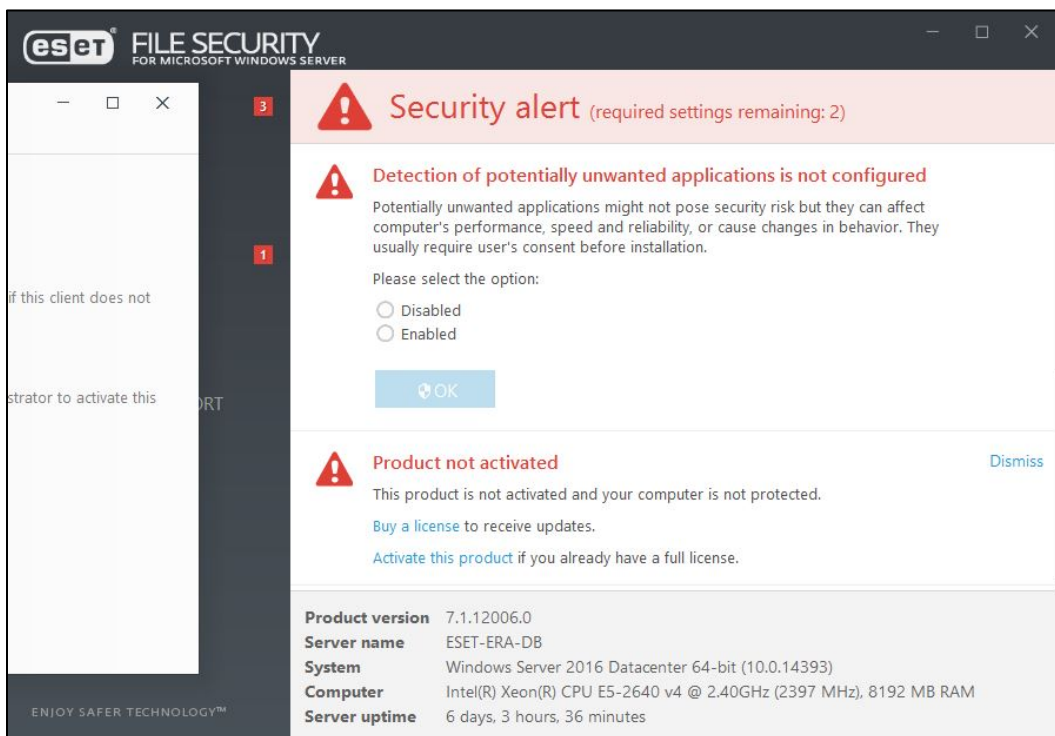 eset FILE SECURITY
FOR MICROSOFT WINDOWS SERVER
3
Security alert (required settings remaining: 2)
Detection of potentially unwanted applications is not configured
Potentially unwanted applications might not pose security risk but they can affect
computer's performance, speed and reliability, or cause changes in behavior. They
usually require user's consent before installation.
1
Please select the option:
if this client does not
Disabled
Enabled
OK
strator to activate this
ORT
Product not activated
Dismiss
This product is not activated and your computer is not protected.
Buy a license to receive updates.
Activate this product if you already have a full license.
Product version 7.1.12006.0
Server name ESET-ERA-DB
System Windows Server 2016 Datacenter 64-bit (10.0.14393)
Computer Intel(R) Xeon(R) CPU E5-2640 v4 @ 2.40GHz (2397 MHz), 8192 MB RAM
Server uptime 6 days, 3 hours, 36 minutes
ENJOY SAFER TECHNOLOGY™